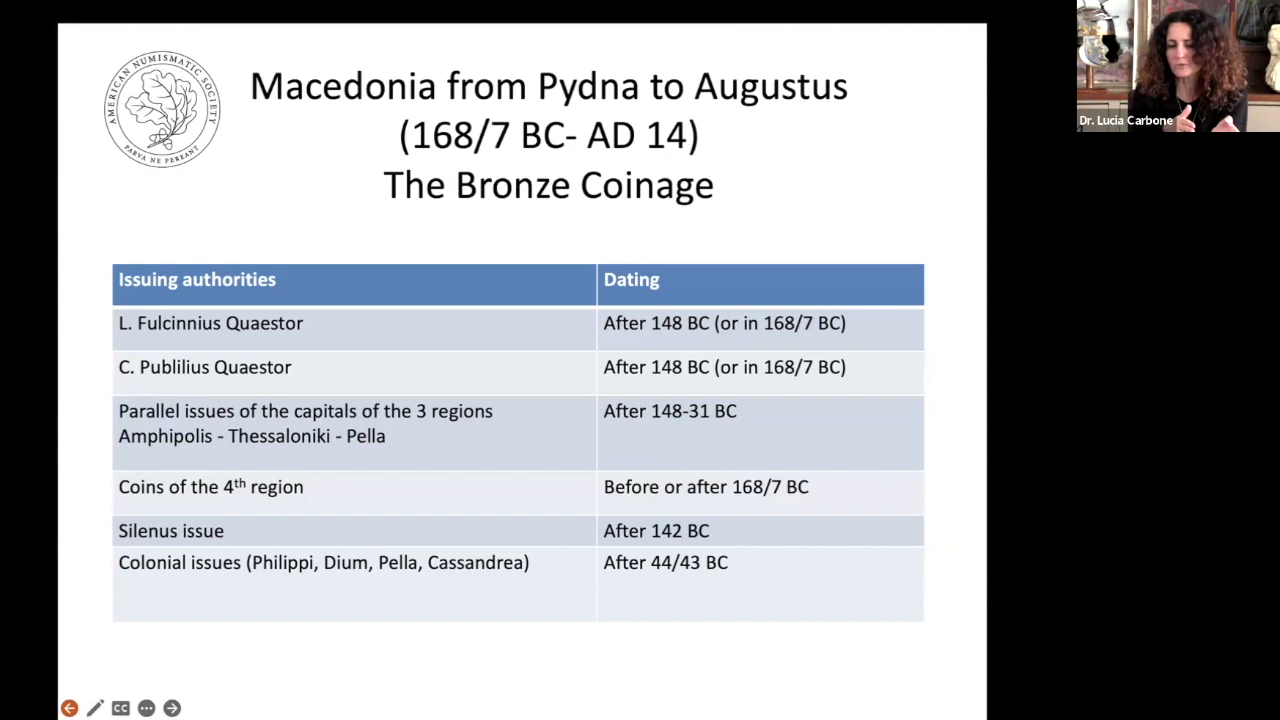 AMERICAN NUMISMATIC SOCIETY
PARVA NE PEREANT
Macedonia from Pydna to Augustus
(168/7 BC- AD 14)
The Bronze Coinage
Issuing authorities Dating
L. Fulcinnius Quaestor After 148 BC (or in 168/7 BC)
C. Publilius Quaestor After 148 BC (or in 168/7 BC)
Parallel issues of the capitals of the 3 regions After 148-31 BC
Amphipolis - Thessaloniki - Pella
Coins of the 4th region Before or after 168/7 BC
Silenus issue After 142 BC
Colonial issues (Philippi, Dium, Pella, Cassandrea) After 44/43 BC
Dr. Lucia Carbone
CC